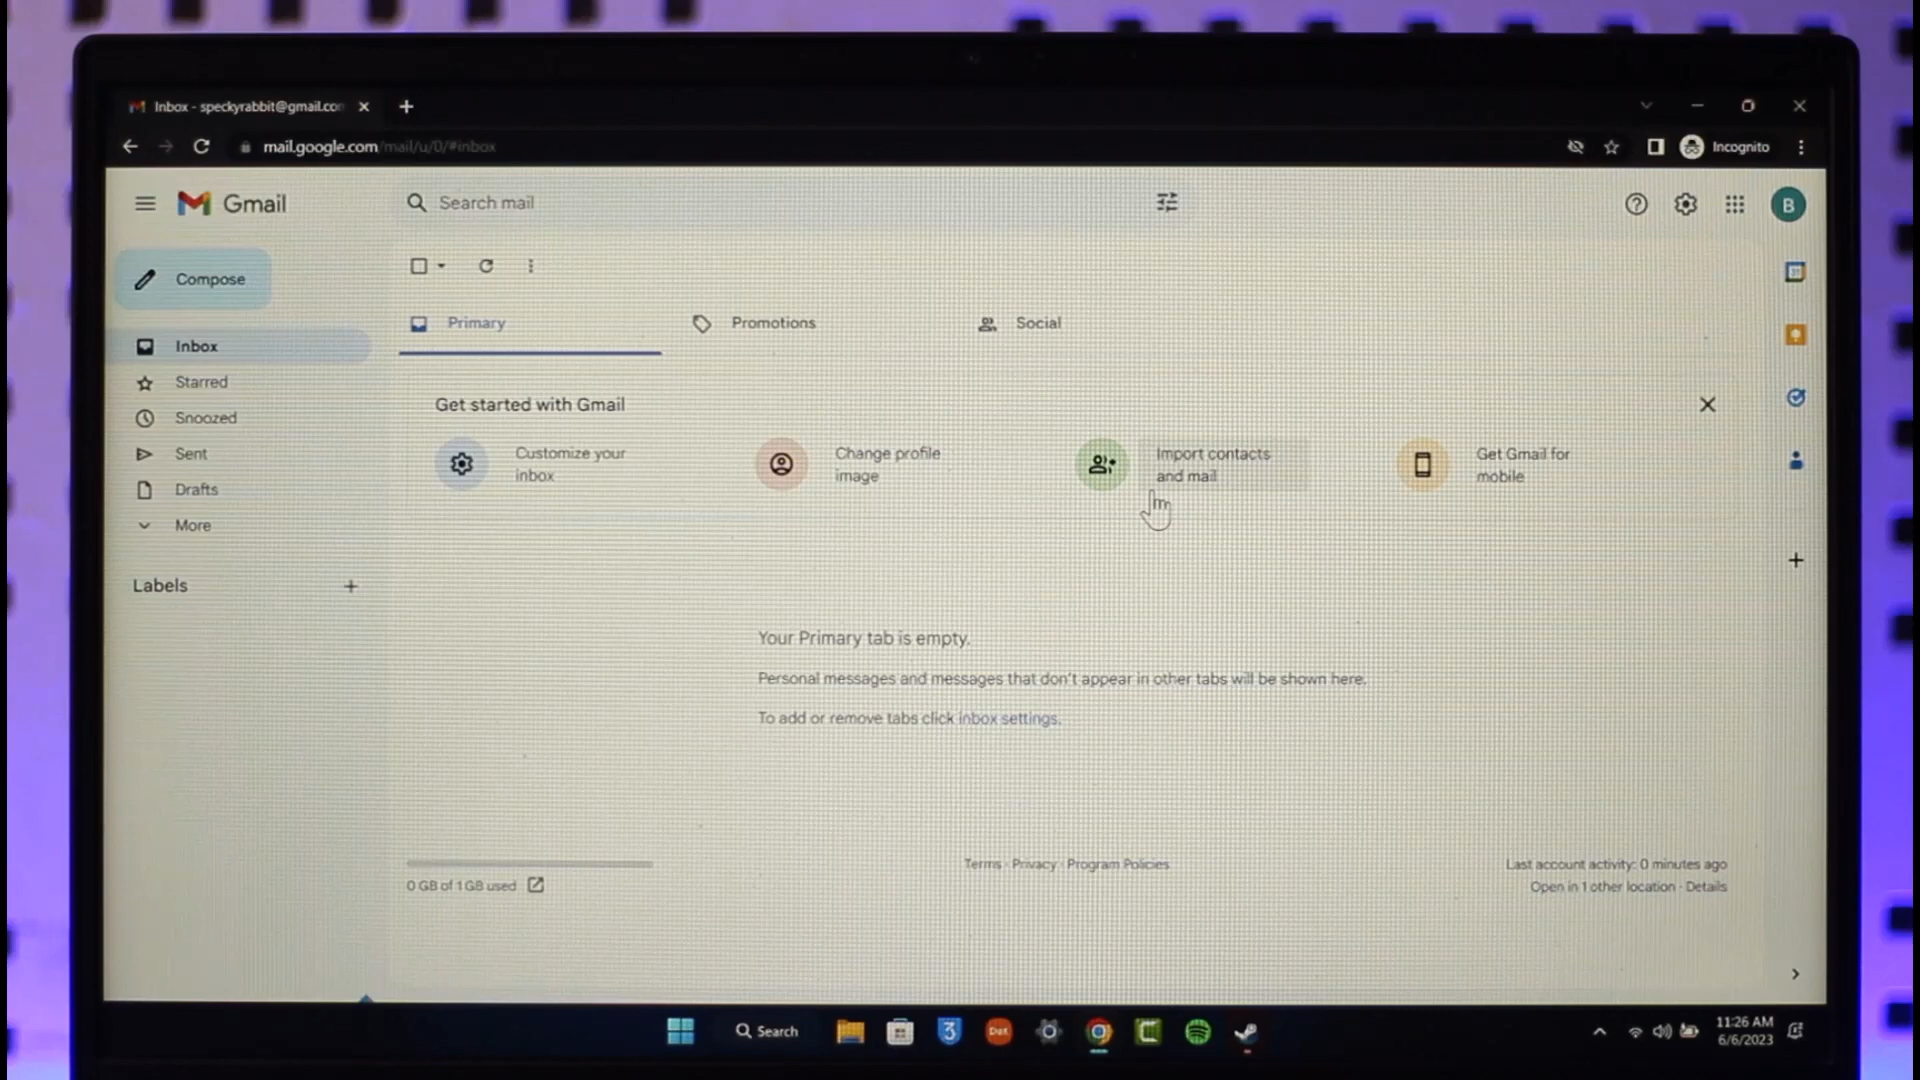 Inbox - speckyrabbit@gmail.con
mail.google.com/mail/u/0/#inbox
Incognito
Gmail
Search mail
B
Compose
Primary
Promotions
Social
Inbox
Starred
Snoozed
Sent
Drafts
More
Labels
Get started with Gmail
Customize your
inbox
Change profile
image
Import contacts
and mail
Get Gmail for
mobile
Your Primary tab is empty.
Personal messages and messages that don't appear in other tabs will be shown here.
To add or remove tabs click inbox settings.
0 GB of 1 GB used
Terms · Privacy · Program Policies
Last account activity: 0 minutes ago
Open in 1 other location · Details
Search
3
Dot
11:26 AM
6/6/2023